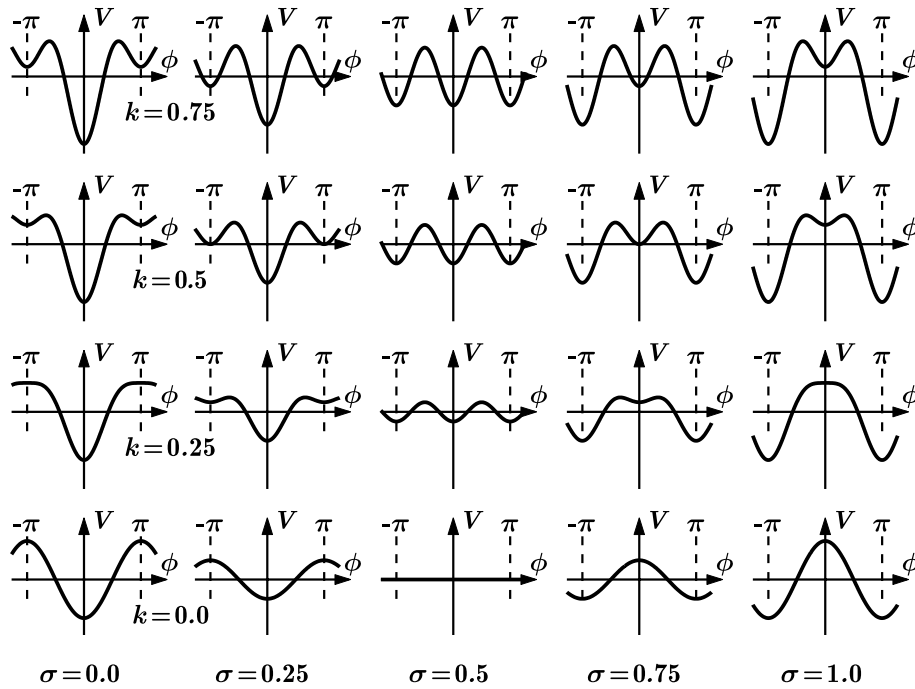 -π V π ϕ -π V π ϕ -π V π ϕ -π V π ϕ -π V π ϕ
k=0.75
-π V π ϕ -π V π ϕ -π V π ϕ -π V π ϕ -π V π ϕ
k=0.5
-π V π ϕ -π V π ϕ -π V π ϕ -π V π ϕ -π V π ϕ
k=0.25
-π V π ϕ -π V π ϕ -π V π ϕ -π V π ϕ -π V π ϕ
k=0.0
σ=0.0 σ=0.25 σ=0.5 σ=0.75 σ=1.0